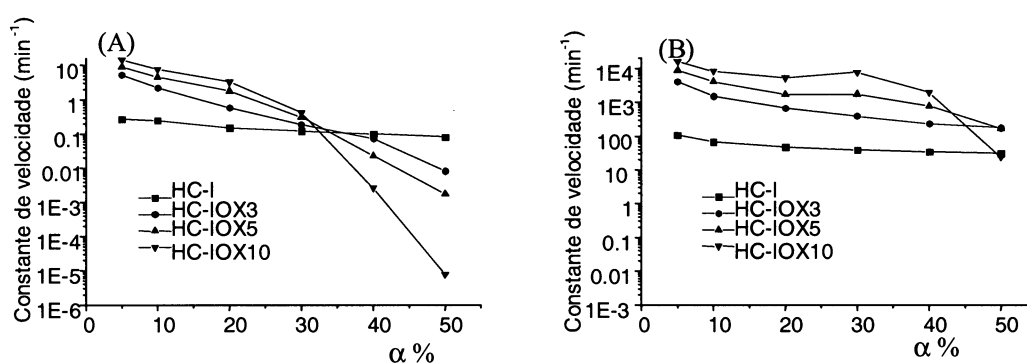 (A)
Constante de velocidade (min⁻¹)
10
1
0.1
0.01
1E-3
1E-4
1E-5
1E-6
HC-I
HC-IOX3
HC-IOX5
HC-IOX10
0 10 20 30 40 50
α %
(B)
Constante de velocidade (min⁻¹)
1E4
1E3
100
10
1
0.1
0.01
1E-3
HC-I
HC-IOX3
HC-IOX5
HC-IOX10
0 10 20 30 40 50
α %